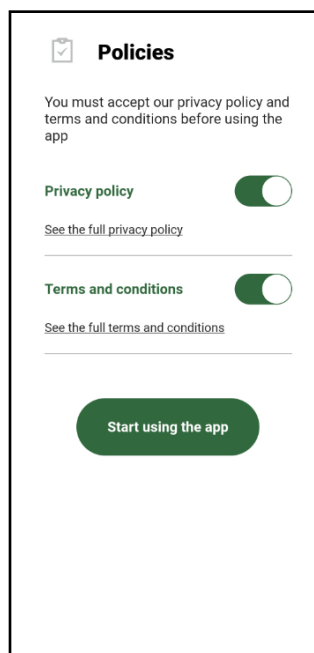 Policies
You must accept our privacy policy and
terms and conditions before using the
app
Privacy policy
See the full privacy policy
Terms and conditions
See the full terms and conditions
Start using the app